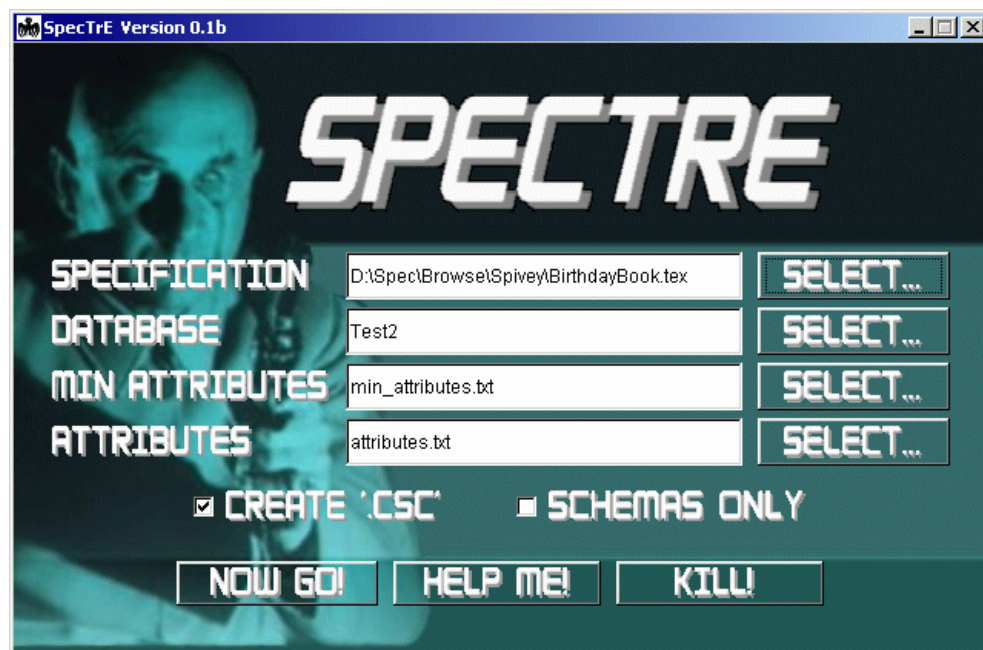 SpecTrE Version 0.1b
SPECTRE
SPECIFICATION D:\Spec\Browse\Spivey\BirthdayBook.tex SELECT...
DATABASE Test2 SELECT...
MIN ATTRIBUTES min_attributes.txt SELECT...
ATTRIBUTES attributes.txt SELECT...
CREATE '.CSC' SCHEMAS ONLY
NOW GO! HELP ME! KILL!